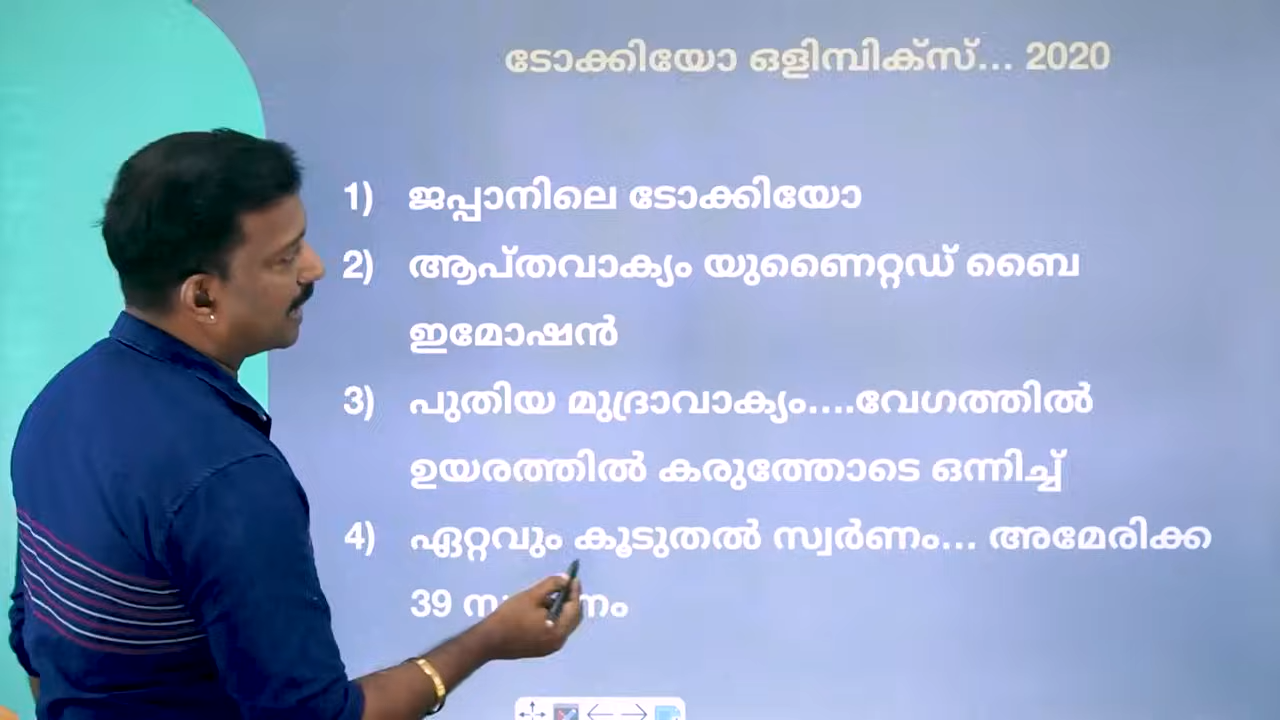 ടോക്കിയോ ഒളിമ്പിക്സ്... 2020
1) ജപ്പാനിലെ ടോക്കിയോ
2) ആപ്തവാക്യം യുണൈറ്റഡ് ബൈ
ഇമോഷൻ
3) പുതിയ മുദ്രാവാക്യം....വേഗത്തിൽ
ഉയരത്തിൽ കരുത്തോടെ ഒന്നിച്ച്
4) ഏറ്റവും കൂടുതൽ സ്വർണം... അമേരിക്ക
39